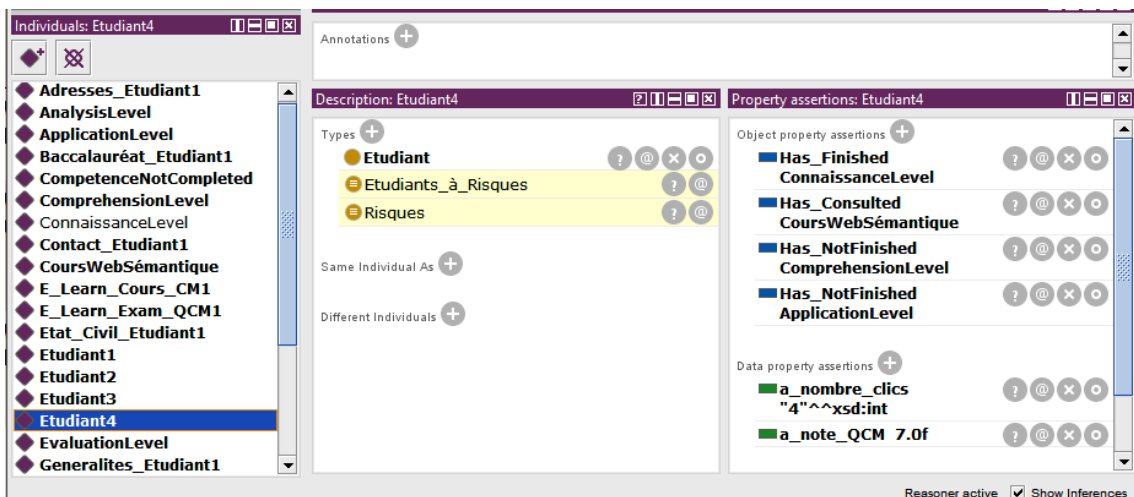 Individuals: Etudiant4
Adresses_Etudiant1
AnalysisLevel
ApplicationLevel
Baccalauréat_Etudiant1
CompetenceNotCompleted
ComprehensionLevel
ConnaissanceLevel
Contact_Etudiant1
CoursWebSémantique
E_Learn_Cours_CM1
E_Learn_Exam_QCM1
Etat_Civil_Etudiant1
Etudiant1
Etudiant2
Etudiant3
Etudiant4
EvaluationLevel
Generalites_Etudiant1
Annotations
Description: Etudiant4
Types
Etudiant
Etudiants_à_Risques
Risques
Same Individual As
Different Individuals
Property assertions: Etudiant4
Object property assertions
Has_Finished
ConnaissanceLevel
Has_Consulted
CoursWebSémantique
Has_NotFinished
ComprehensionLevel
Has_NotFinished
ApplicationLevel
Data property assertions
a_nombre_clics
"4"^^xsd:int
a_note_QCM 7.0f
Reasoner active Show Inferences